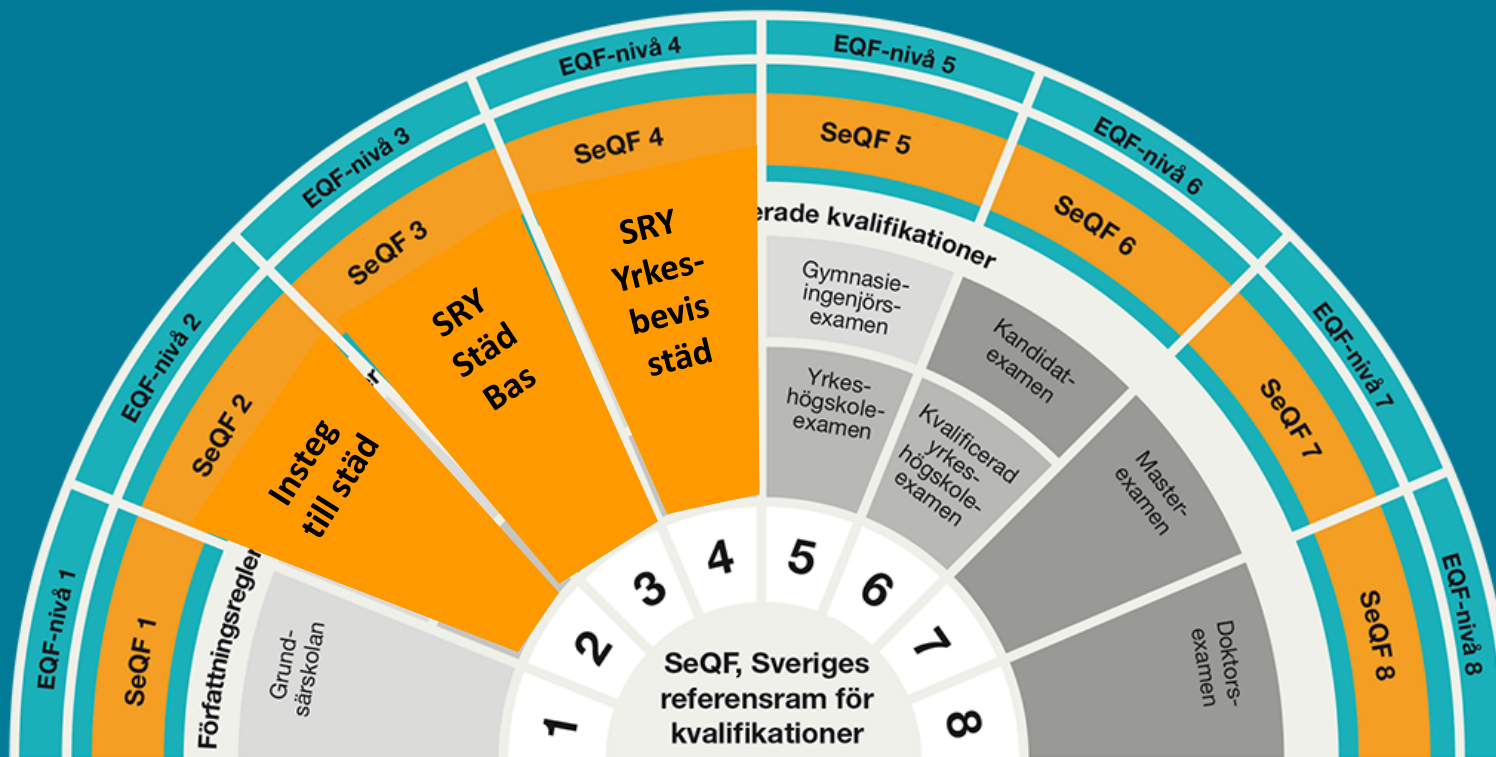 EQF-nivå 1
EQF-nivå 2
EQF-nivå 3
EQF-nivå 4
EQF-nivå 5
EQF-nivå 6
EQF-nivå 7
EQF-nivå 8
SeQF 1
SeQF 2
SeQF 3
SeQF 4
SeQF 5
SeQF 6
SeQF 7
SeQF 8
Författningsregler
erade kvalifikationer
Grund-
särskolan
Insteg
till städ
SRY
Städ
Bas
SRY
Yrkes-
bevis
städ
Gymnasie-
ingenjörs-
examen
Yrkes-
högskole-
examen
Kandidat-
examen
Kvalificerad
yrkes-
högskole-
examen
Master-
examen
Doktors-
examen
1
2
3
4
5
6
7
8
SeQF, Sveriges
referensram för
kvalifikationer